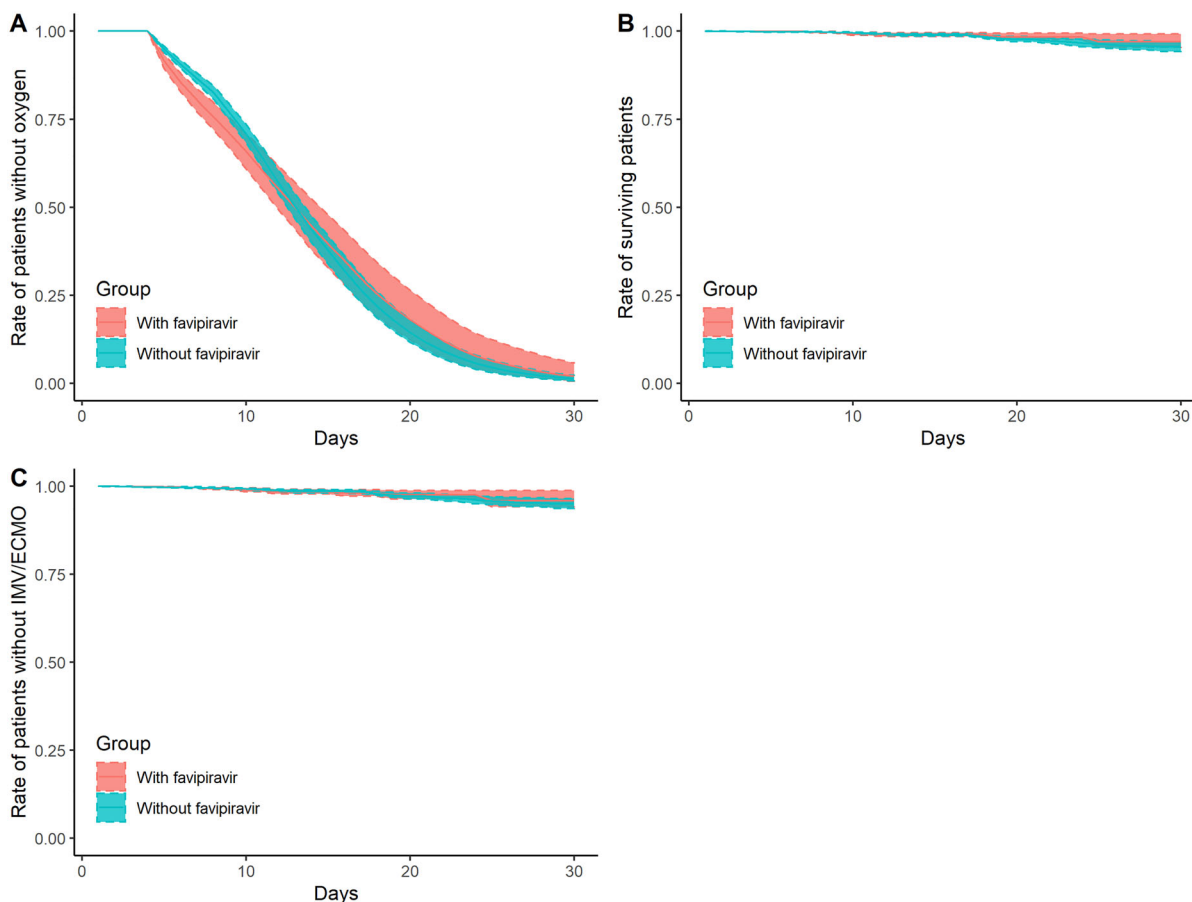 A
Rate of patients without oxygen
1.00
0.75
0.50
0.25
0.00
Group
With favipiravir
Without favipiravir
0
10
20
30
Days
B
Rate of surviving patients
1.00
0.75
0.50
0.25
0.00
Group
With favipiravir
Without favipiravir
0
10
20
30
Days
C
Rate of patients without IMV/ECMO
1.00
0.75
0.50
0.25
0.00
Group
With favipiravir
Without favipiravir
0
10
20
30
Days